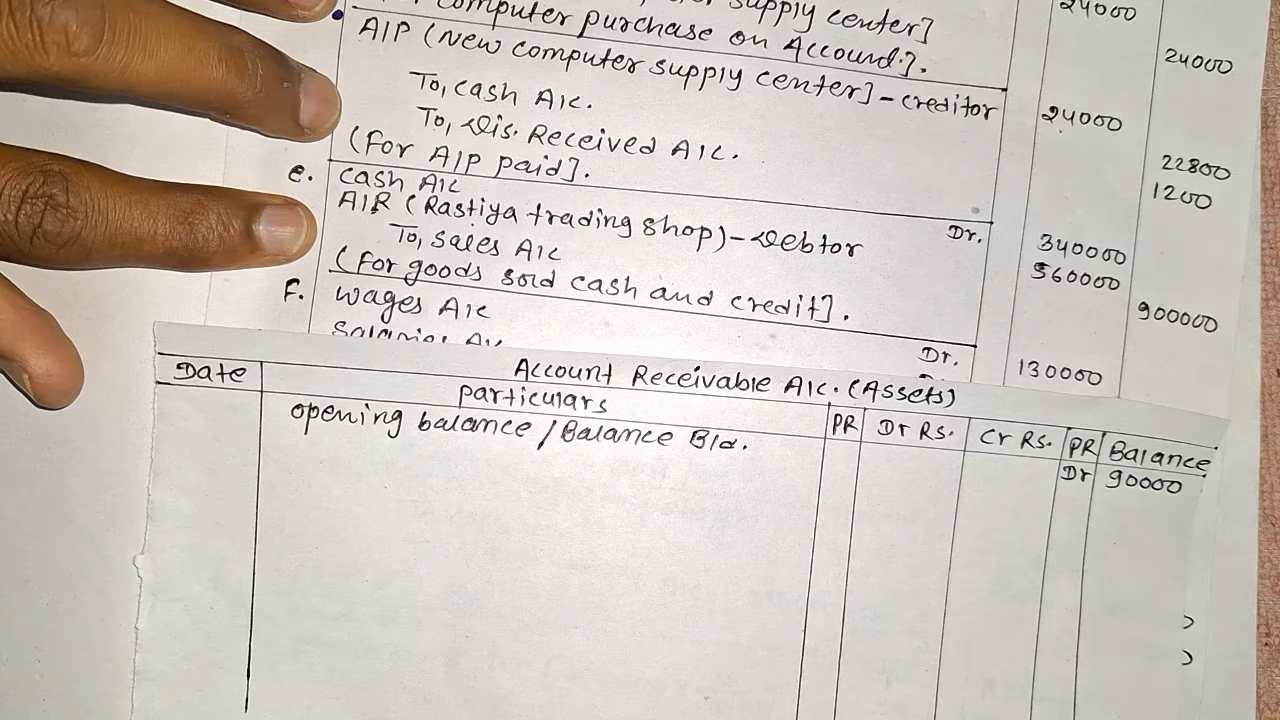 supply center]
24000
computer purchase on Account].
24000
A/P (New computer supply center] - creditor
24000
To, cash A/c.
22800
To, Dis. Received A/c.
1200
(For A/P paid].
e. cash A/c Dr. 340000
A/R (Rastiya trading shop) - Debtor 560000
To, sales A/c 900000
(for goods sold cash and credit].
F. wages A/c Dr. 130000
Salaries A/c
Account Receivable A/c. (Assets)
Date particulars PR Dr Rs. Cr Rs. PR Balance
opening balance / Balance B/d. Dr 90000